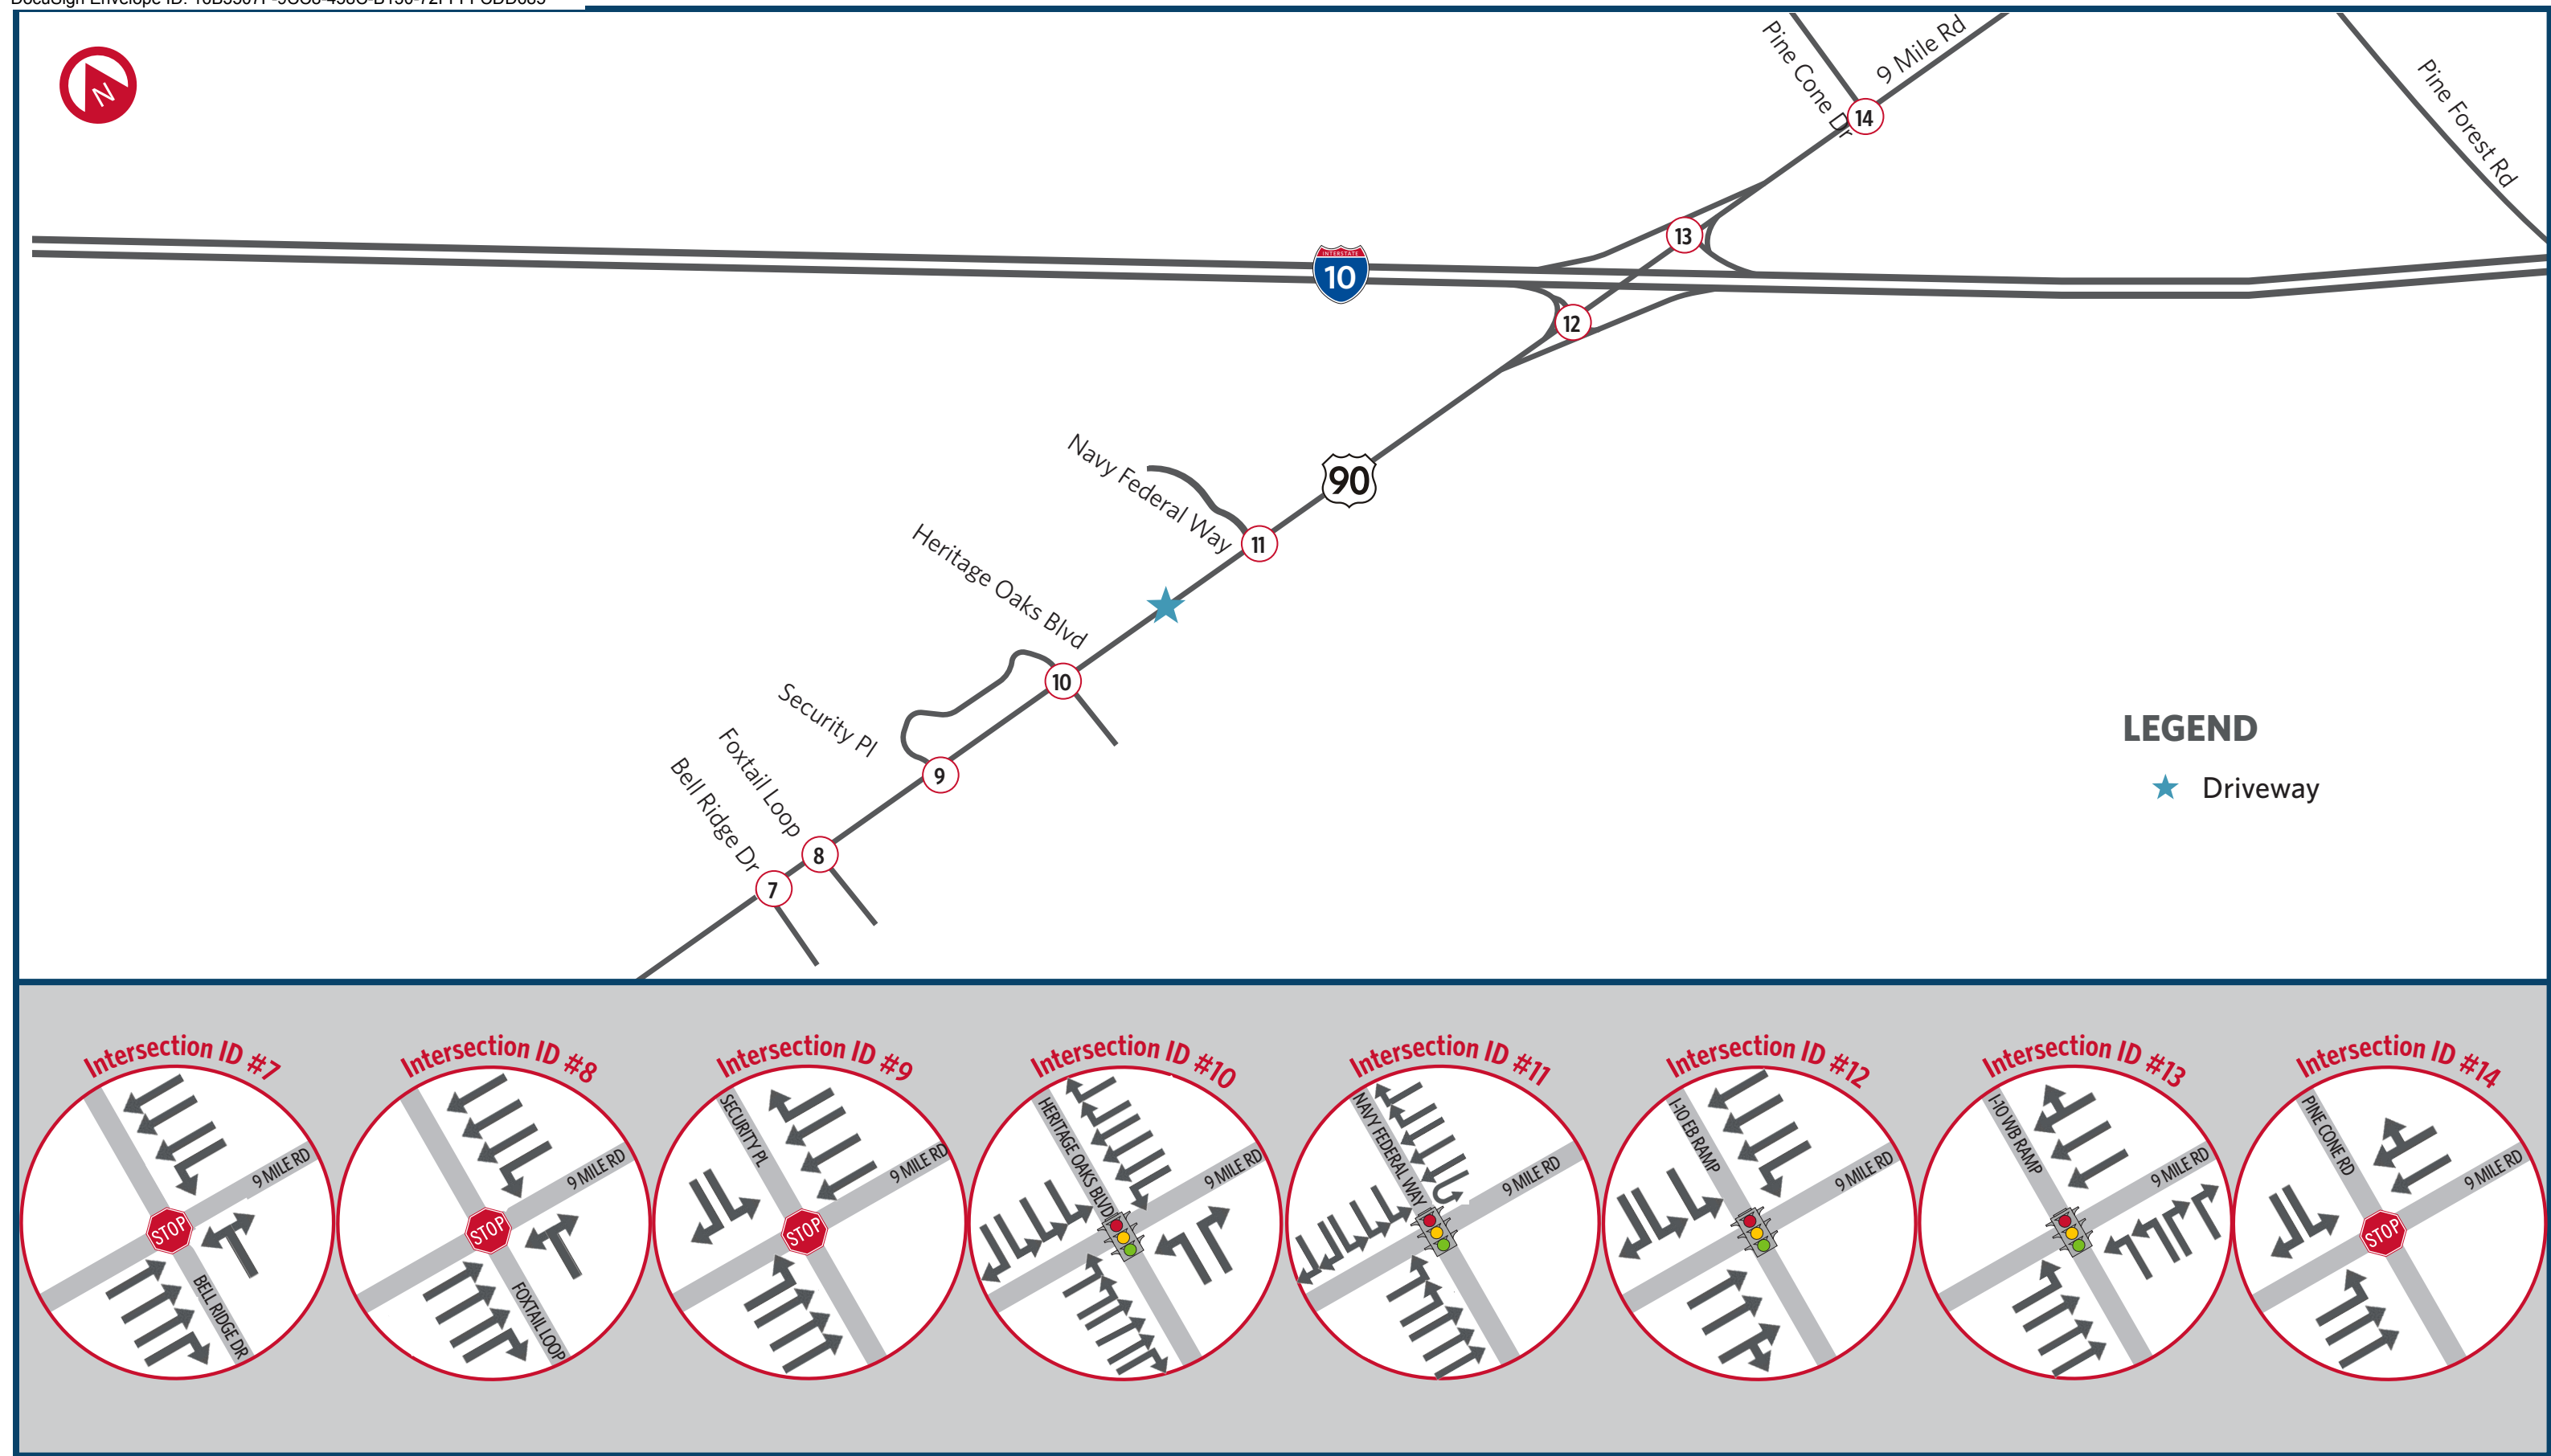 N
Pine Cone Dr
9 Mile Rd
Pine Forest Rd
14
13
INTERSTATE
10
12
90
Navy Federal Way
11
Heritage Oaks Blvd
10
Security Pl
9
Foxtail Loop
8
Bell Ridge Dr
7
LEGEND
Driveway
Intersection ID #7
9 MILE RD
STOP
BELL RIDGE DR
Intersection ID #8
9 MILE RD
STOP
FOXTAIL LOOP
Intersection ID #9
SECURITY PL
9 MILE RD
STOP
Intersection ID #10
HERITAGE OAKS BLVD
9 MILE RD
Intersection ID #11
NAVY FEDERAL WAY
9 MILE RD
Intersection ID #12
I-10 EB RAMP
9 MILE RD
Intersection ID #13
I-10 WB RAMP
9 MILE RD
Intersection ID #14
PINE CONE RD
9 MILE RD
STOP